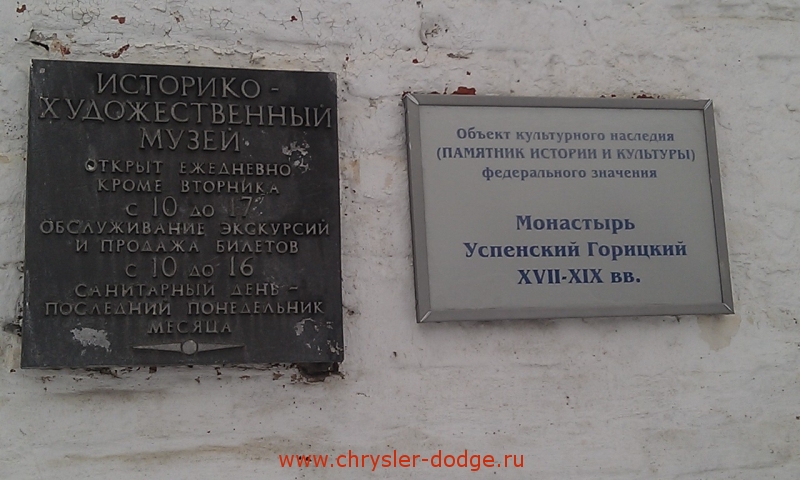 ИСТОРИКО -
ХУДОЖЕСТВЕННЫЙ
МУЗЕЙ
ОТКРЫТ ЕЖЕДНЕВНО
КРОМЕ ВТОРНИКА
С 10 ДО 17
ОБСЛУЖИВАНИЕ ЭКСКУРСИЙ
И ПРОДАЖА БИЛЕТОВ
С 10 ДО 16
САНИТАРНЫЙ ДЕНЬ -
ПОСЛЕДНИЙ ПОНЕДЕЛЬНИК
МЕСЯЦА
Объект культурного наследия
(ПАМЯТНИК ИСТОРИИ И КУЛЬТУРЫ)
федерального значения
Монастырь
Успенский Горицкий
XVII-XIX вв.
www.chrysler-dodge.ru